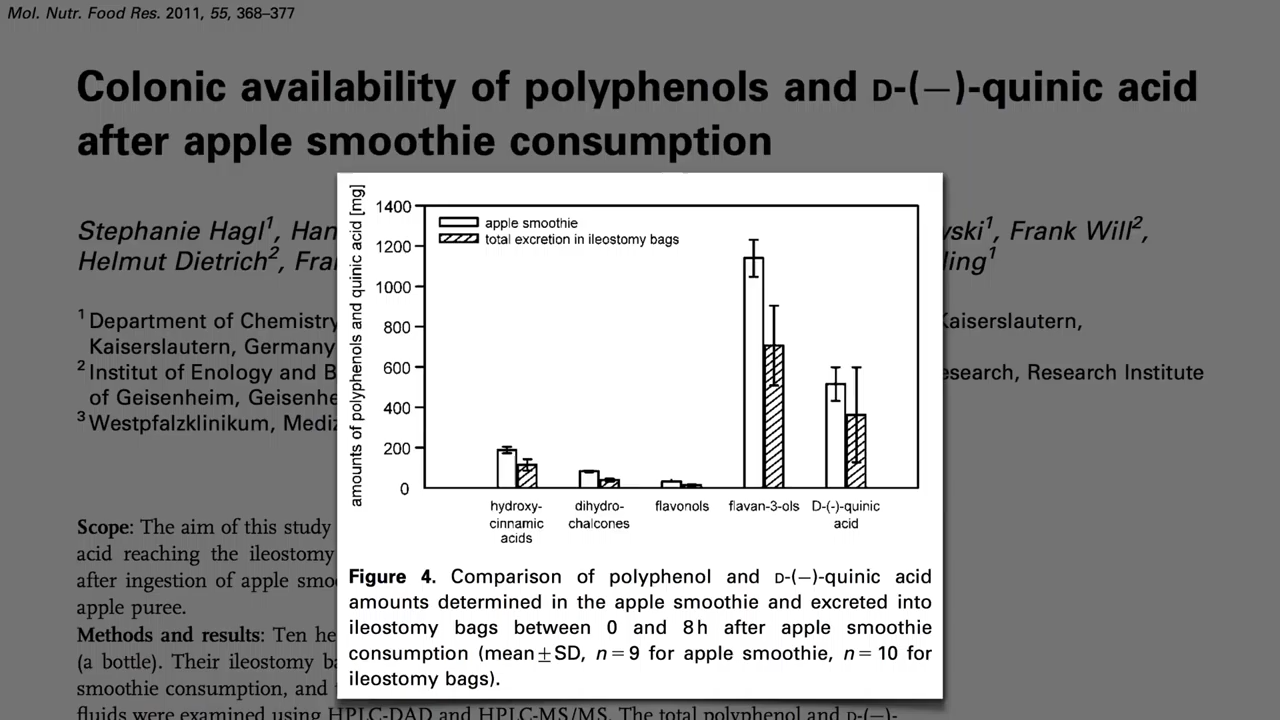 Mol. Nutr. Food Res. 2011, 55, 368–377
Colonic availability of polyphenols and D-(−)-quinic acid
after apple smoothie consumption
Stephanie Hagl1, Han
wski1, Frank Will2,
Helmut Dietrich2, Fra
ling1
1 Department of Chemistry
Kaiserslautern,
Kaiserslautern, Germany
2 Institut of Enology and B
esearch, Research Institute
of Geisenheim, Geisenhe
3 Westpfalzklinikum, Mediz
Scope: The aim of this study
acid reaching the ileostomy
after ingestion of apple smo
apple puree.
Methods and results: Ten he
(a bottle). Their ileostomy ba
smoothie consumption, and
fluids were examined using HPLC-DAD and HPLC-MS/MS. The total polyphenol and D-(−)-
amounts of polyphenols and quinic acid [mg]
1400
1200
1000
800
600
400
200
0
apple smoothie
total excretion in ileostomy bags
hydroxy-
cinnamic
acids
dihydro-
chalcones
flavonols
flavan-3-ols
D-(-)-quinic
acid
Figure 4. Comparison of polyphenol and D-(−)-quinic acid
amounts determined in the apple smoothie and excreted into
ileostomy bags between 0 and 8 h after apple smoothie
consumption (mean ± SD, n = 9 for apple smoothie, n = 10 for
ileostomy bags).